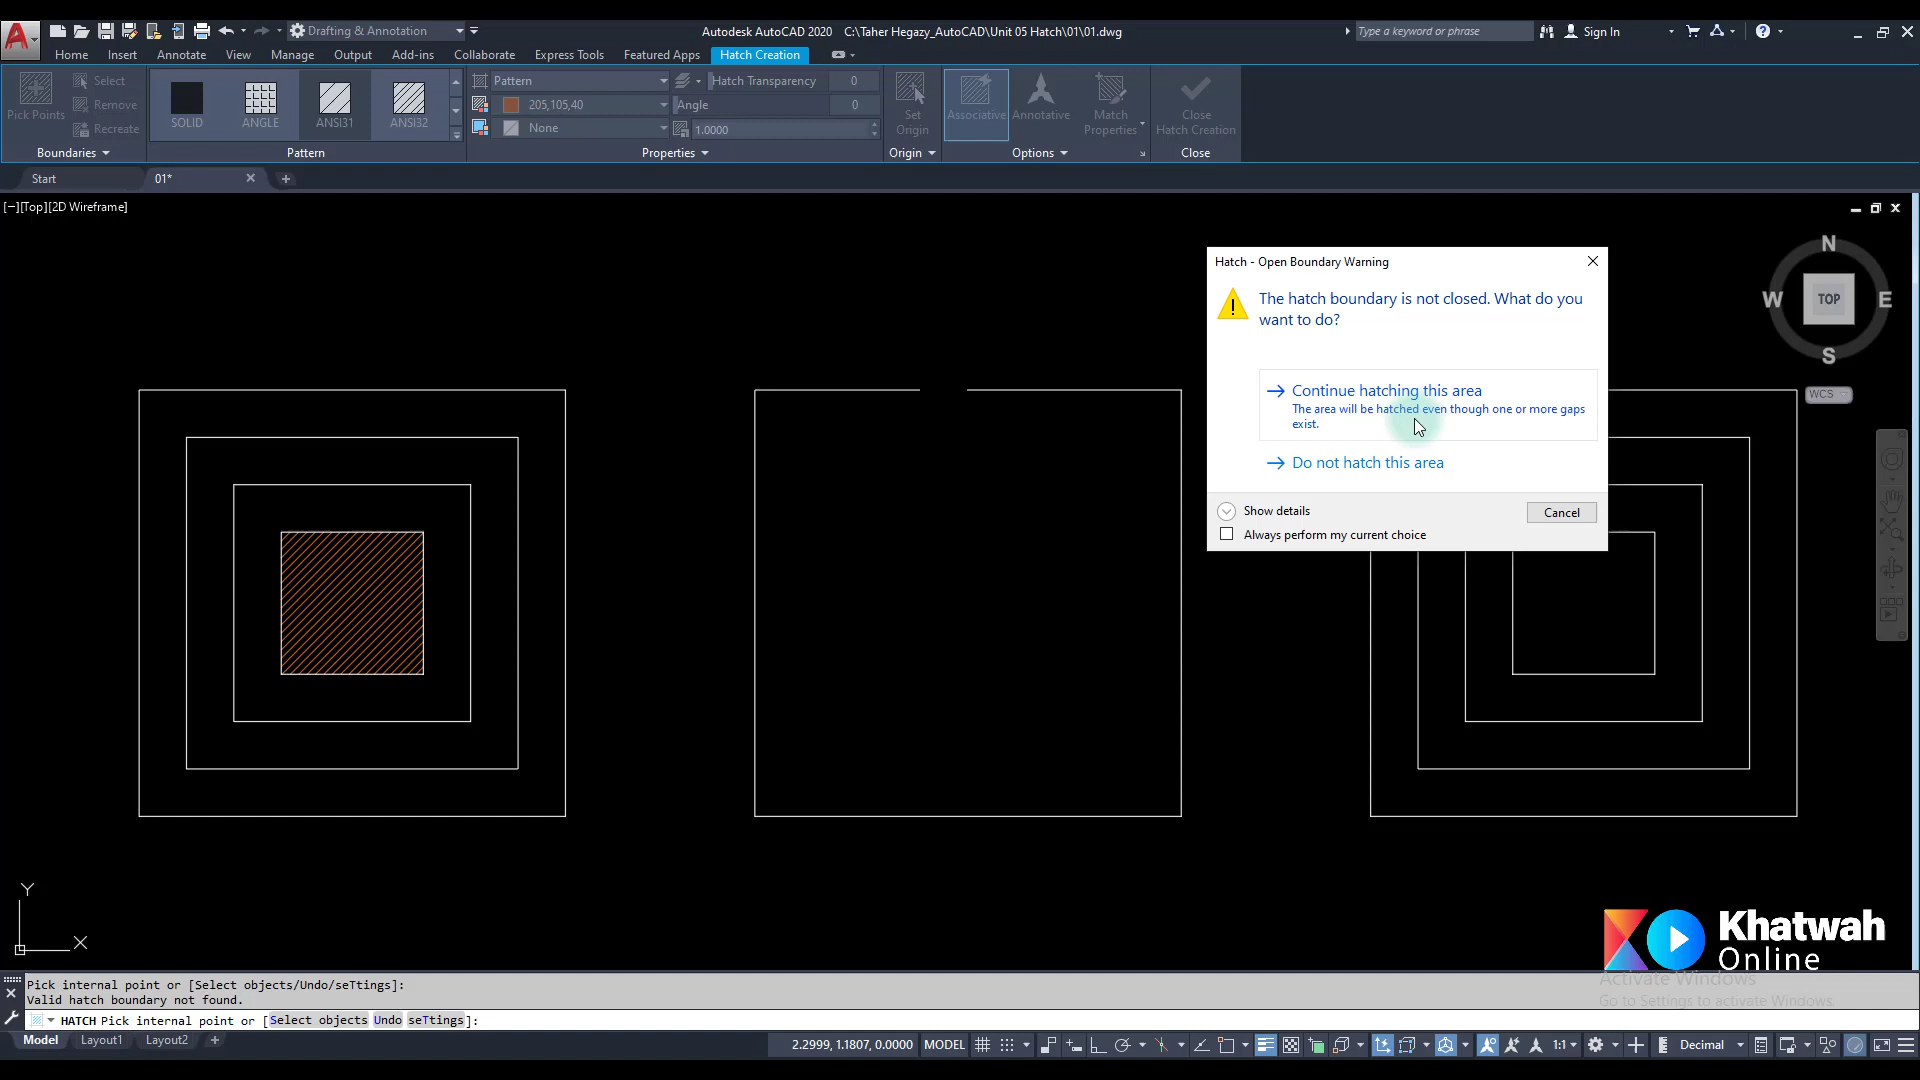 Drafting & Annotation
Autodesk AutoCAD 2020 C:\Taher Hegazy_AutoCAD\Unit 05 Hatch\01\01.dwg
Type a keyword or phrase
Sign In
Home Insert Annotate View Manage Output Add-ins Collaborate Express Tools Featured Apps Hatch Creation
Pick Points
Select
Remove
Recreate
Boundaries
SOLID ANGLE ANSI31 ANSI32
Pattern
Pattern
205,105,40
None
Hatch Transparency 0
Angle 0
1.0000
Properties
Set
Origin
Origin
Associative
Annotative
Match
Properties
Options
Close
Hatch Creation
Close
Start 01*
[−][Top][2D Wireframe]
Hatch - Open Boundary Warning
The hatch boundary is not closed. What do you
want to do?
Continue hatching this area
The area will be hatched even though one or more gaps
exist.
Do not hatch this area
Show details
Cancel
Always perform my current choice
N
W TOP E
S
WCS
Y
X
Khatwah
Online
Activate Windows
Go to Settings to activate Windows.
Pick internal point or [Select objects/Undo/seTtings]:
Valid hatch boundary not found.
HATCH Pick internal point or [Select objects Undo seTtings]:
Model Layout1 Layout2 +
2.2999, 1.1807, 0.0000 MODEL
1:1
Decimal